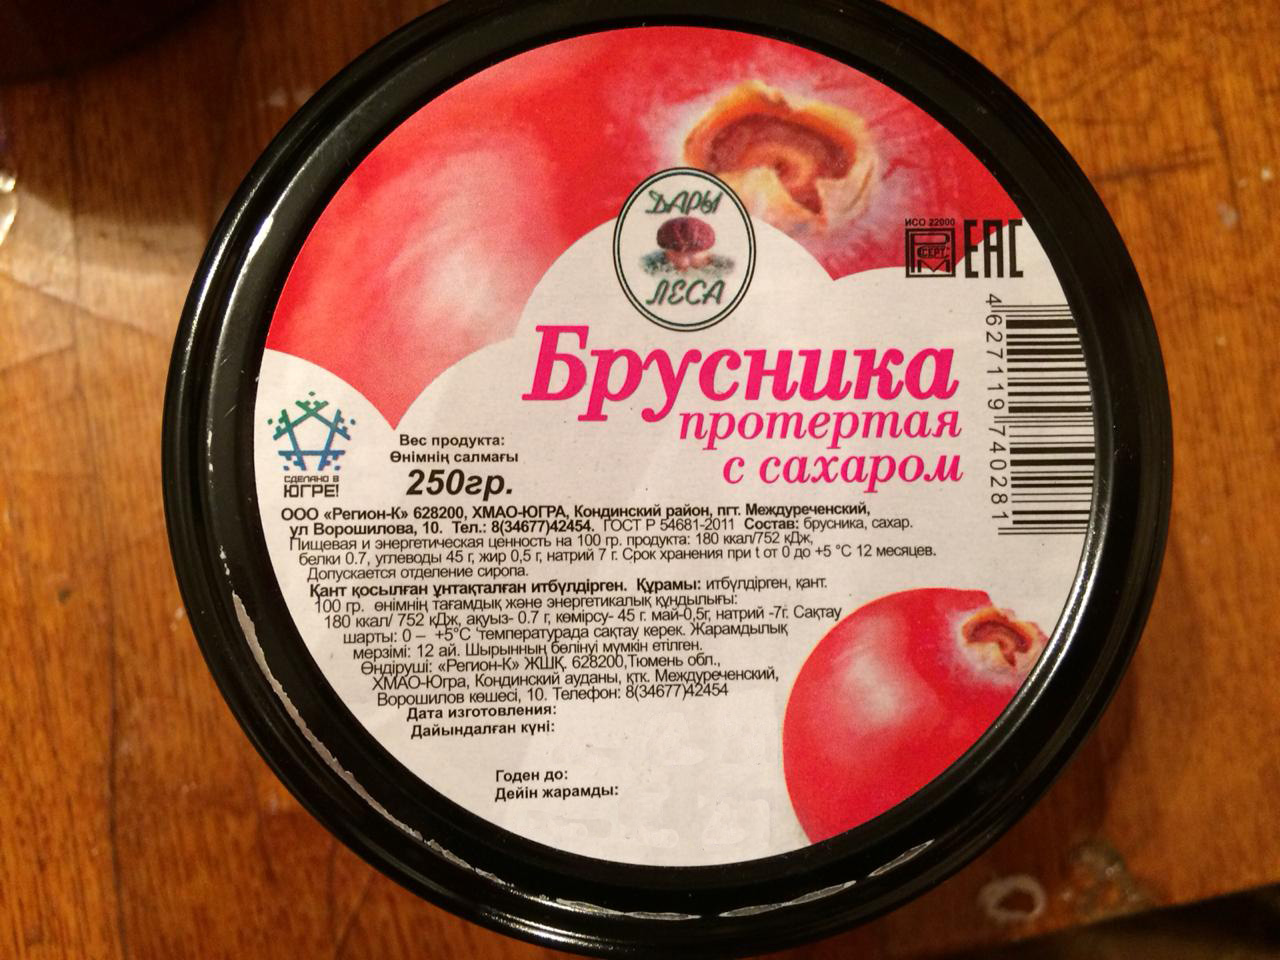 ДАРЫ
ЛЕСА
ИСО 22000
СЕРТ
ЕАС
4627119740281
Брусника
протертая
с сахаром
СДЕЛАНО В
ЮГРЕ!
Вес продукта:
Өнімнің салмағы
250гр.
ООО «Регион-К» 628200, ХМАО-ЮГРА, Кондинский район, пгт. Междуреченский,
ул Ворошилова, 10. Тел.: 8(34677)42454. ГОСТ Р 54681-2011 Состав: брусника, сахар.
Пищевая и энергетическая ценность на 100 гр. продукта: 180 ккал/752 кДж,
белки 0.7, углеводы 45 г, жир 0,5 г, натрий 7 г. Срок хранения при t от 0 до +5 °С 12 месяцев.
Допускается отделение сиропа.
Қант қосылған ұнтақталған итбүлдірген. Құрамы: итбүлдірген, қант.
100 гр. өнімнің тағамдық және энергетикалық құндылығы:
180 ккал/ 752 кДж, ақуыз- 0.7 г, көмірсу- 45 г. май-0,5г, натрий -7г. Сақтау
шарты: 0 – +5°С температурада сақтау керек. Жарамдылық
мерзімі: 12 ай. Шырынның бөлінуі мүмкін етілген.
Өндіруші: «Регион-К» ЖШҚ. 628200,Тюмень обл.,
ХМАО-Югра, Кондинский ауданы, қтк. Междуреченский,
Ворошилов көшесі, 10. Телефон: 8(34677)42454
Дата изготовления:
Дайындалған күні:
Годен до:
Дейін жарамды: